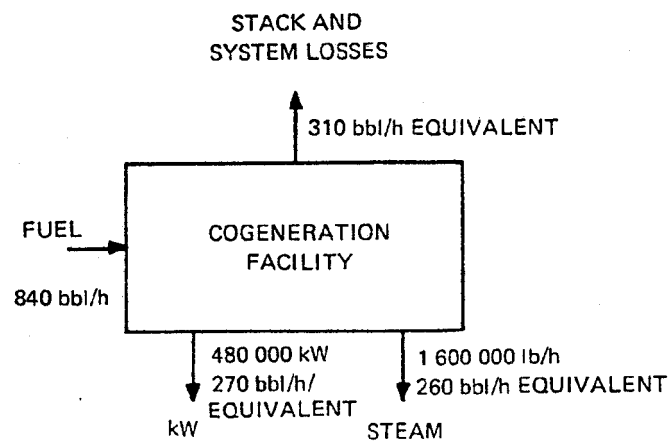 STACK AND
SYSTEM LOSSES
310 bbl/h EQUIVALENT
FUEL
840 bbl/h
COGENERATION
FACILITY
480 000 kW
270 bbl/h/
EQUIVALENT
kW
1 600 000 lb/h
260 bbl/h EQUIVALENT
STEAM